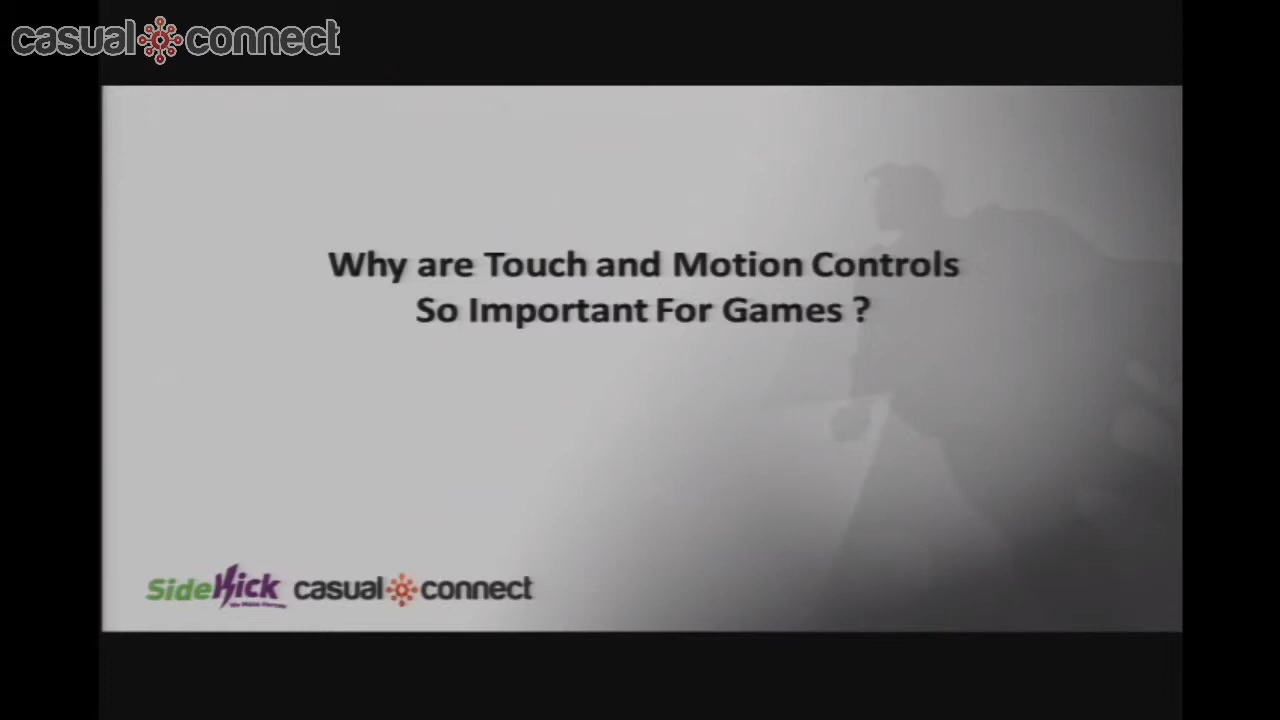 casual connect
Why are Touch and Motion Controls
So Important For Games ?
SideKick casual connect